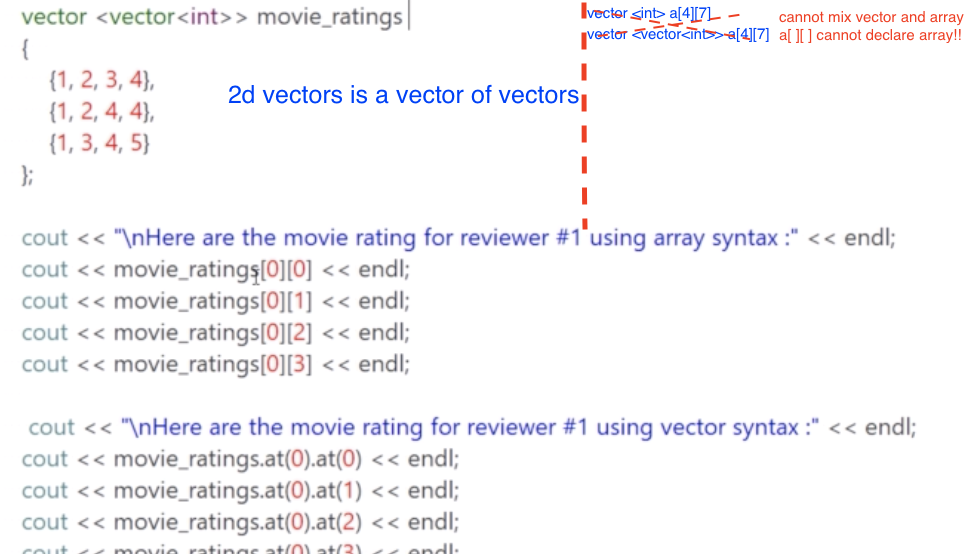 vector <vector<int>> movie_ratings
vector <int> a[4][7]
cannot mix vector and array
vector <vector<int>> a[4][7]
a[ ][ ] cannot declare array!!
{
{1, 2, 3, 4},
2d vectors is a vector of vectors
{1, 2, 4, 4},
{1, 3, 4, 5}
};
cout << "\nHere are the movie rating for reviewer #1 using array syntax :" << endl;
cout << movie_ratings[0][0] << endl;
cout << movie_ratings[0][1] << endl;
cout << movie_ratings[0][2] << endl;
cout << movie_ratings[0][3] << endl;
cout << "\nHere are the movie rating for reviewer #1 using vector syntax :" << endl;
cout << movie_ratings.at(0).at(0) << endl;
cout << movie_ratings.at(0).at(1) << endl;
cout << movie_ratings.at(0).at(2) << endl;
cout << movie_ratings.at(0).at(3) << endl;